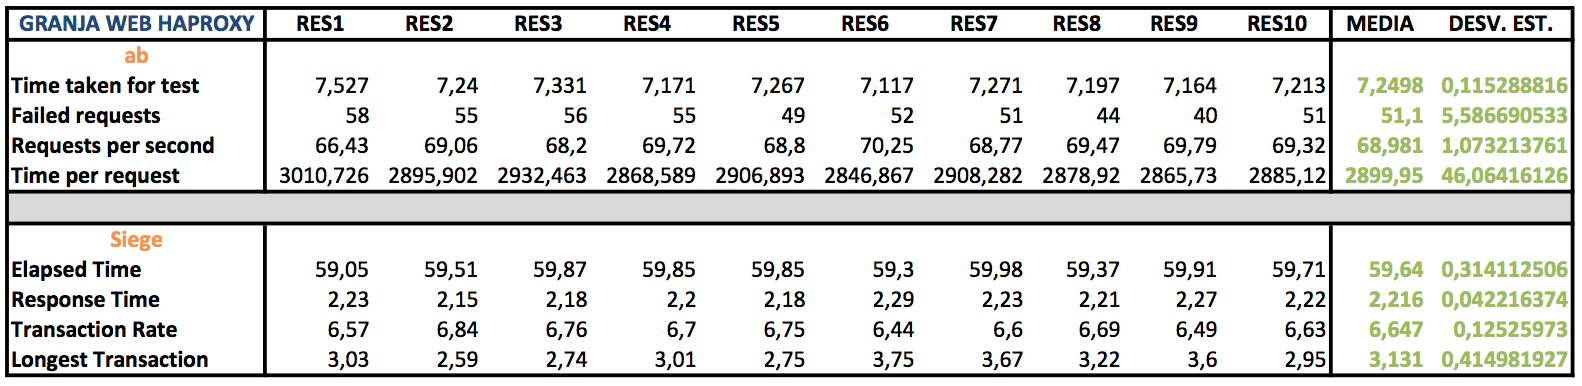 GRANJA WEB HAPROXY RES1 RES2 RES3 RES4 RES5 RES6 RES7 RES8 RES9 RES10 MEDIA DESV. EST.
ab
Time taken for test 7,527 7,24 7,331 7,171 7,267 7,117 7,271 7,197 7,164 7,213 7,2498 0,115288816
Failed requests 58 55 56 55 49 52 51 44 40 51 51,1 5,586690533
Requests per second 66,43 69,06 68,2 69,72 68,8 70,25 68,77 69,47 69,79 69,32 68,981 1,073213761
Time per request 3010,726 2895,902 2932,463 2868,589 2906,893 2846,867 2908,282 2878,92 2865,73 2885,12 2899,95 46,06416126
Siege
Elapsed Time 59,05 59,51 59,87 59,85 59,85 59,3 59,98 59,37 59,91 59,71 59,64 0,314112506
Response Time 2,23 2,15 2,18 2,2 2,18 2,29 2,23 2,21 2,27 2,22 2,216 0,042216374
Transaction Rate 6,57 6,84 6,76 6,7 6,75 6,44 6,6 6,69 6,49 6,63 6,647 0,12525973
Longest Transaction 3,03 2,59 2,74 3,01 2,75 3,75 3,67 3,22 3,6 2,95 3,131 0,414981927